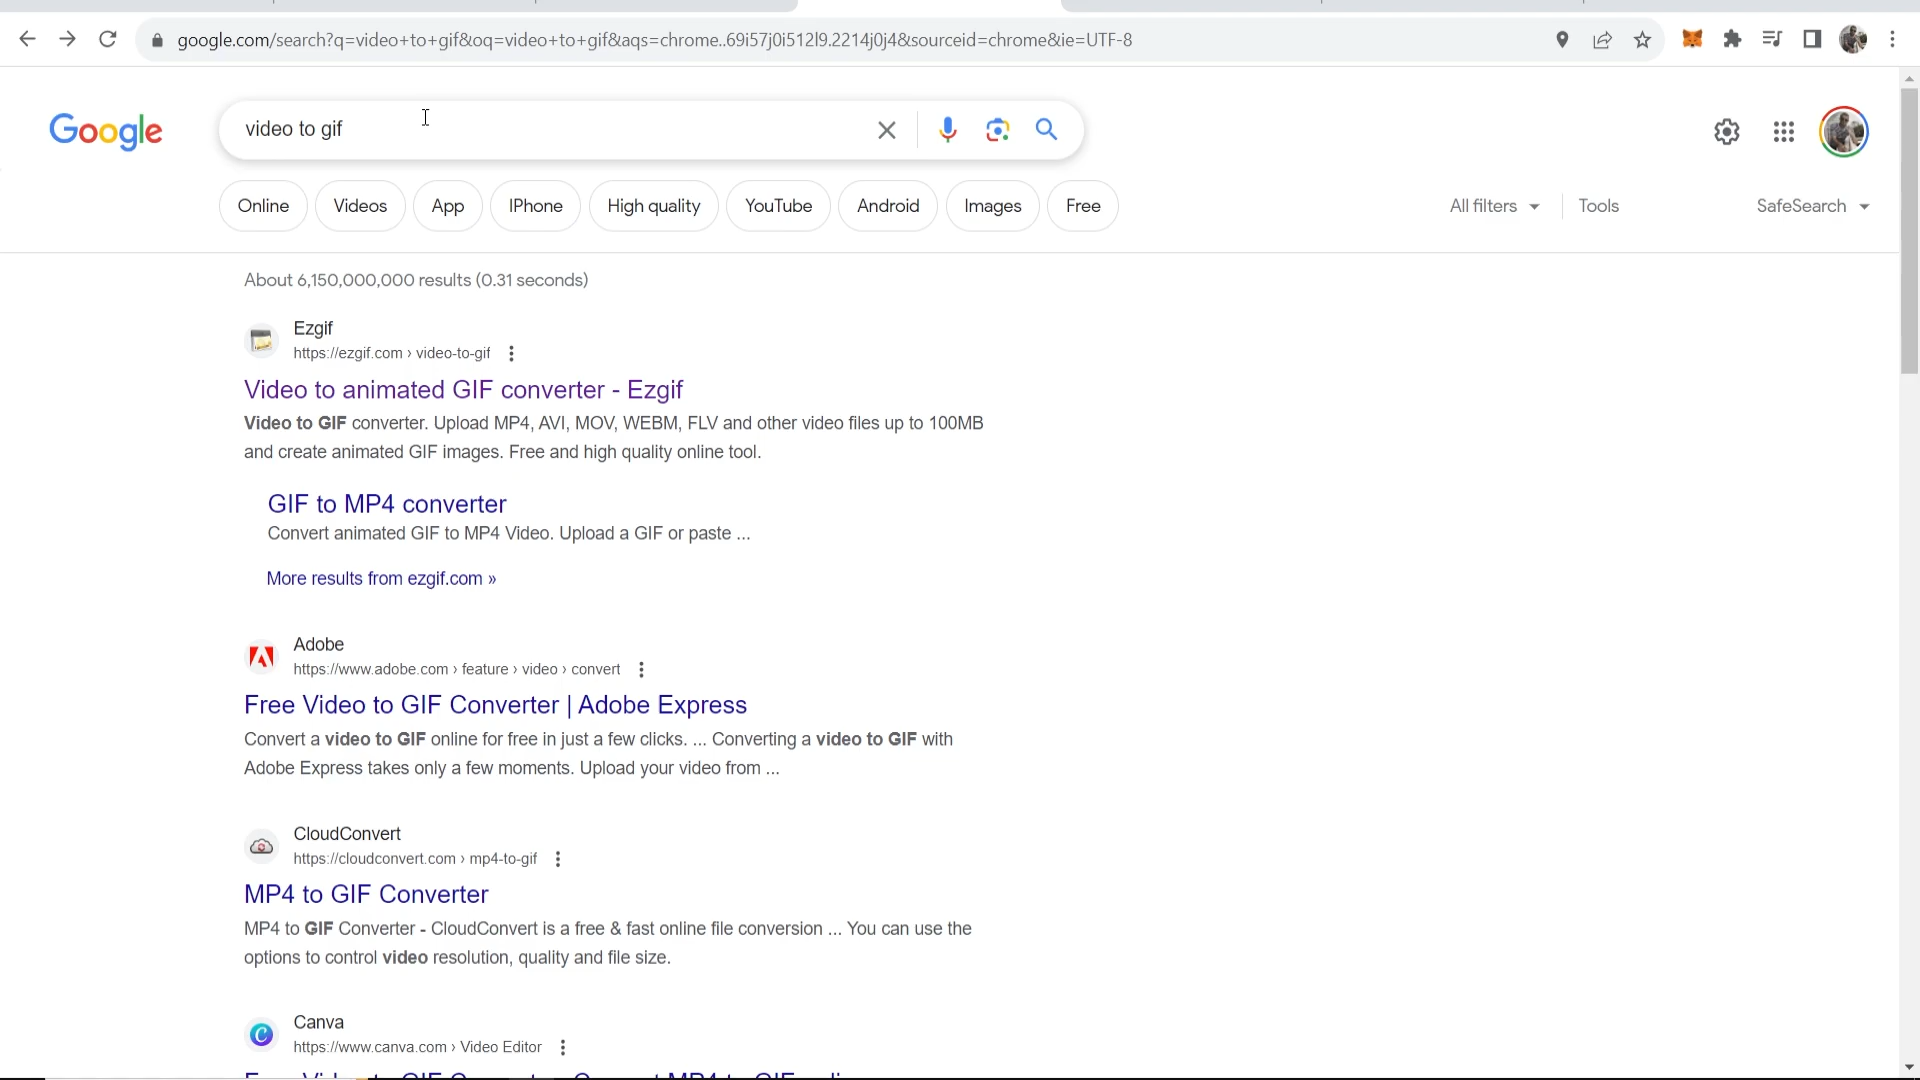 google.com/search?q=video+to+gif&oq=video+to+gif&aqs=chrome..69i57j0i512l9.2214j0j4&sourceid=chrome&ie=UTF-8
Google
video to gif
Online
Videos
App
IPhone
High quality
YouTube
Android
Images
Free
All filters
Tools
SafeSearch
About 6,150,000,000 results (0.31 seconds)
Ezgif
https://ezgif.com › video-to-gif
Video to animated GIF converter - Ezgif
Video to GIF converter. Upload MP4, AVI, MOV, WEBM, FLV and other video files up to 100MB
and create animated GIF images. Free and high quality online tool.
GIF to MP4 converter
Convert animated GIF to MP4 Video. Upload a GIF or paste ...
More results from ezgif.com »
Adobe
https://www.adobe.com › feature › video › convert
Free Video to GIF Converter | Adobe Express
Convert a video to GIF online for free in just a few clicks. ... Converting a video to GIF with
Adobe Express takes only a few moments. Upload your video from ...
CloudConvert
https://cloudconvert.com › mp4-to-gif
MP4 to GIF Converter
MP4 to GIF Converter - CloudConvert is a free & fast online file conversion ... You can use the
options to control video resolution, quality and file size.
Canva
https://www.canva.com › Video Editor